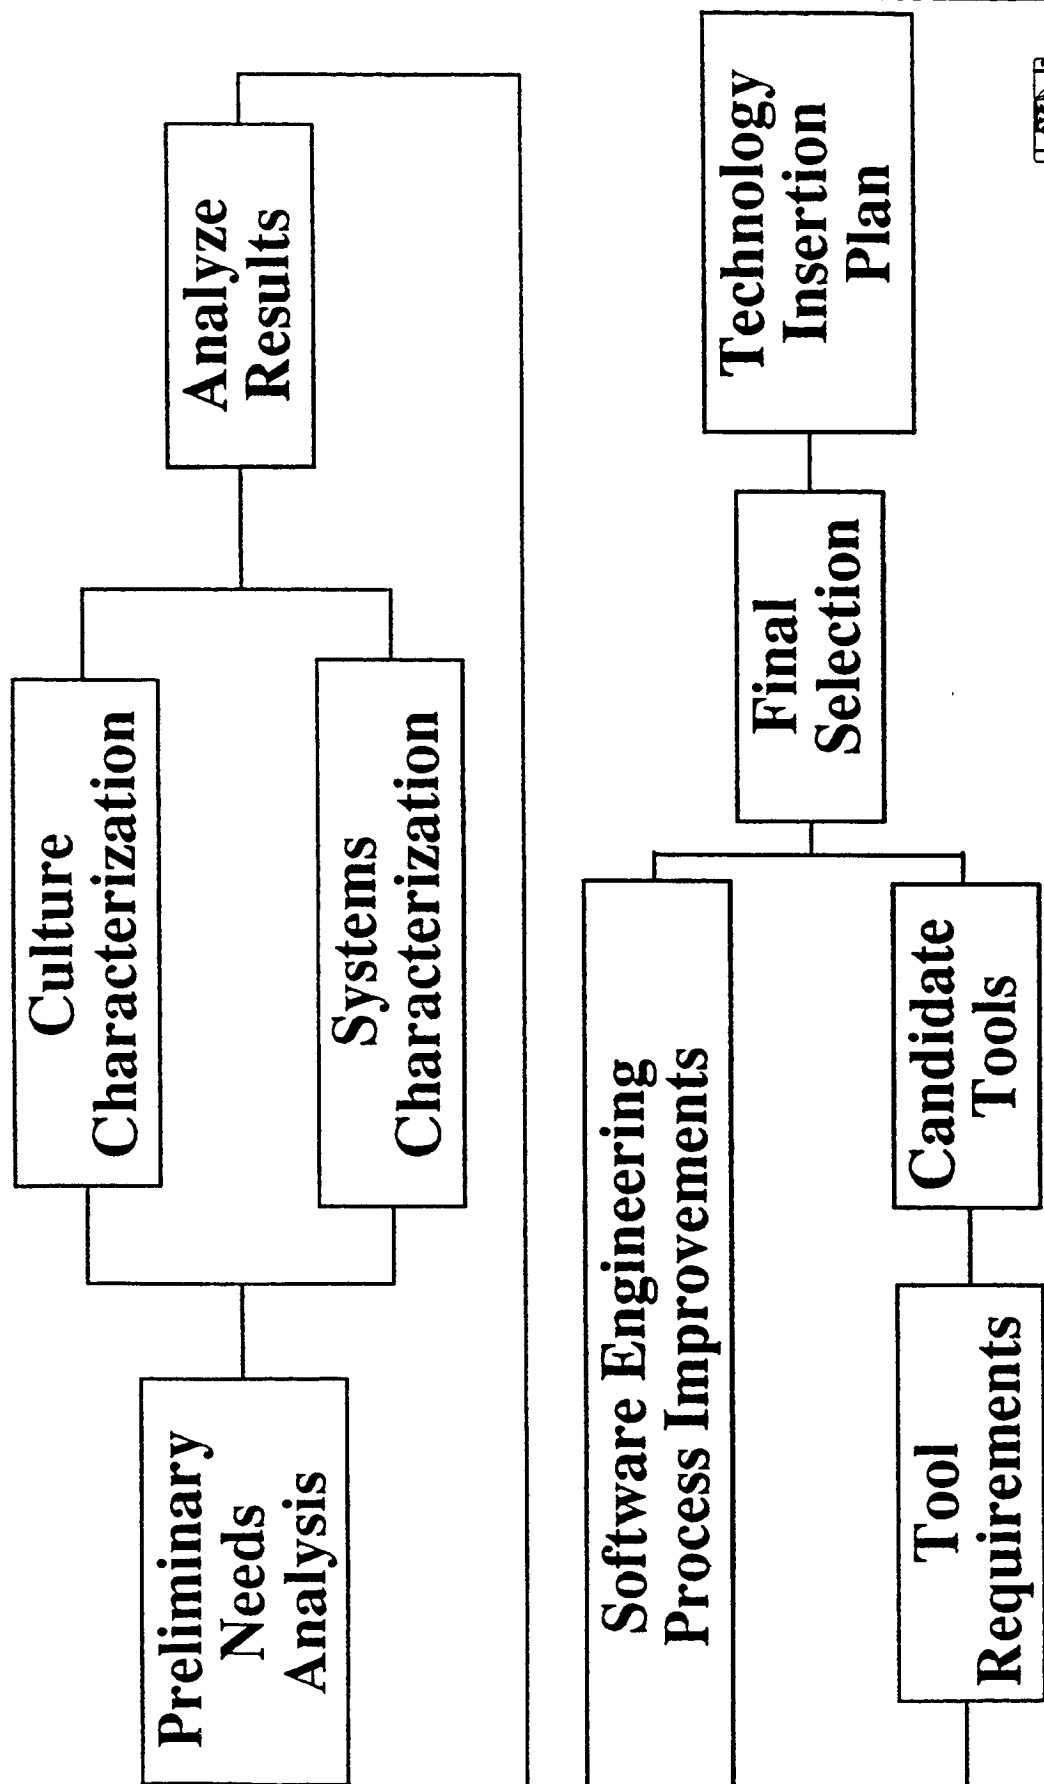 Preliminary
Needs
Analysis
Culture
Characterization
Systems
Characterization
Analyze
Results
Software Engineering
Process Improvements
Tool
Requirements
Candidate
Tools
Final
Selection
Technology
Insertion
Plan